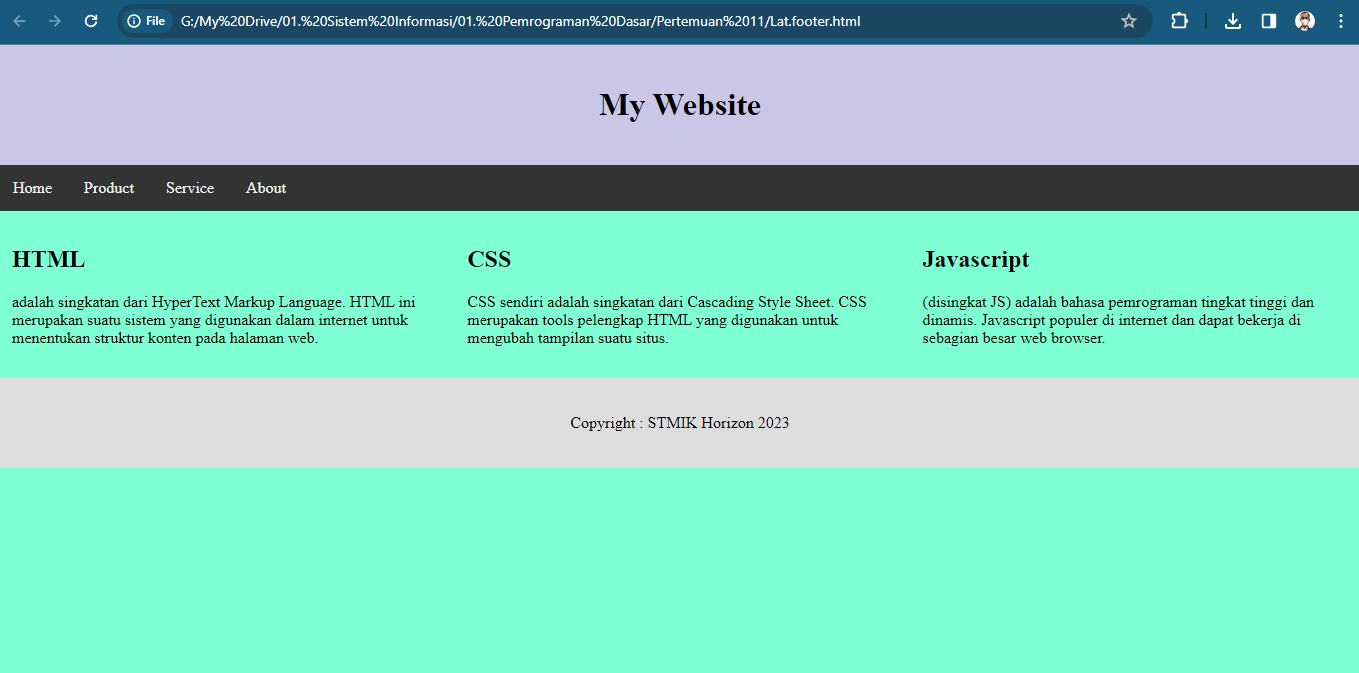 File
G:/My%20Drive/01.%20Sistem%20Informasi/01.%20Pemrograman%20Dasar/Pertemuan%2011/Lat.footer.html
My Website
Home Product Service About
HTML
adalah singkatan dari HyperText Markup Language. HTML ini
merupakan suatu sistem yang digunakan dalam internet untuk
menentukan struktur konten pada halaman web.
CSS
CSS sendiri adalah singkatan dari Cascading Style Sheet. CSS
merupakan tools pelengkap HTML yang digunakan untuk
mengubah tampilan suatu situs.
Javascript
(disingkat JS) adalah bahasa pemrograman tingkat tinggi dan
dinamis. Javascript populer di internet dan dapat bekerja di
sebagian besar web browser.
Copyright : STMIK Horizon 2023